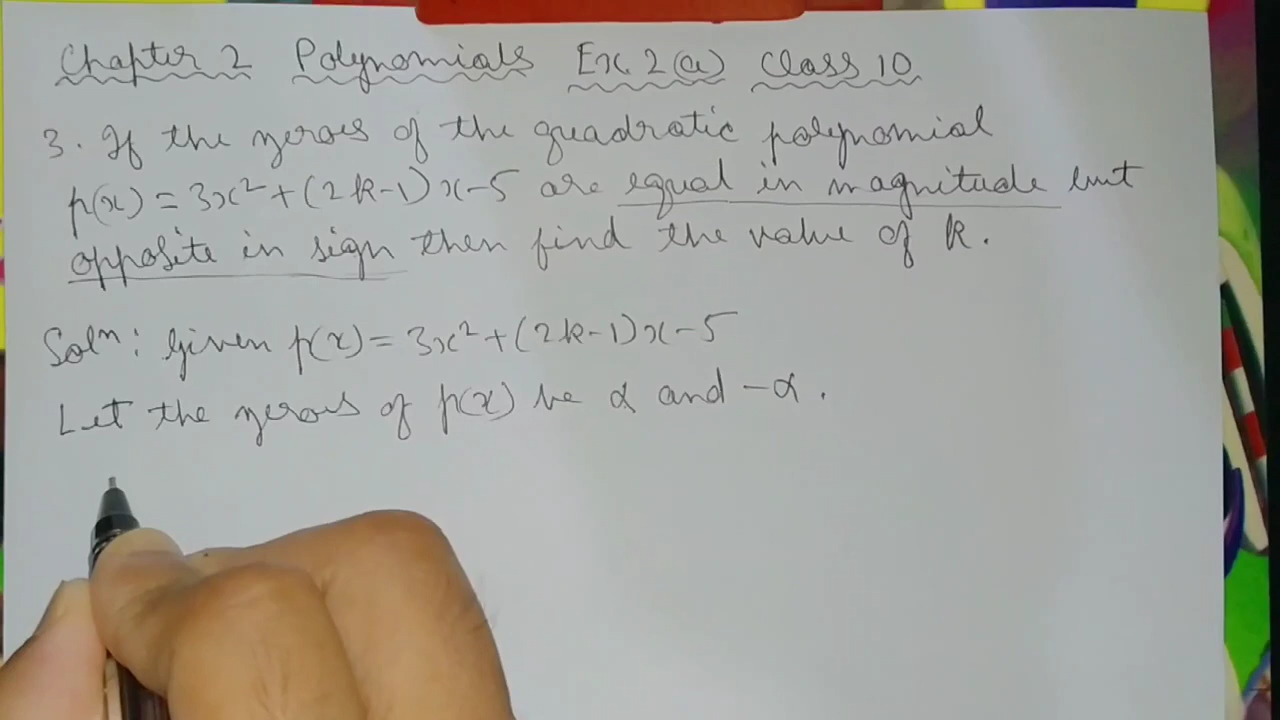 Chapter 2 Polynomials Ex 2(a) Class 10
3. If the zeroes of the quadratic polynomial
p(x) = 3x² + (2k-1)x - 5 are equal in magnitude but
opposite in sign then find the value of k.
Solⁿ: Given p(x) = 3x² + (2k-1)x - 5
Let the zeroes of p(x) be α and -α.